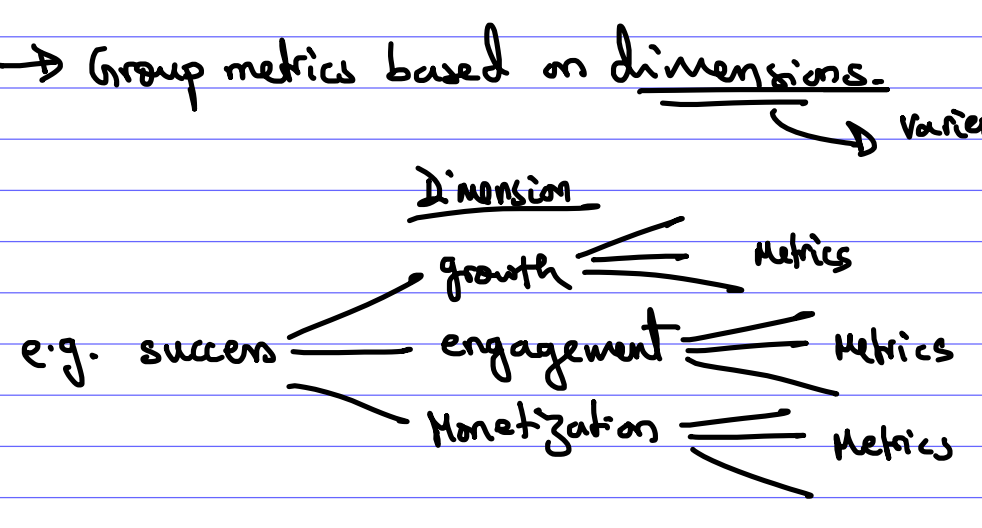 → Group metrics based on dimensions.
Dimension
growth Metrics
e.g. success engagement Metrics
Monetization Metrics